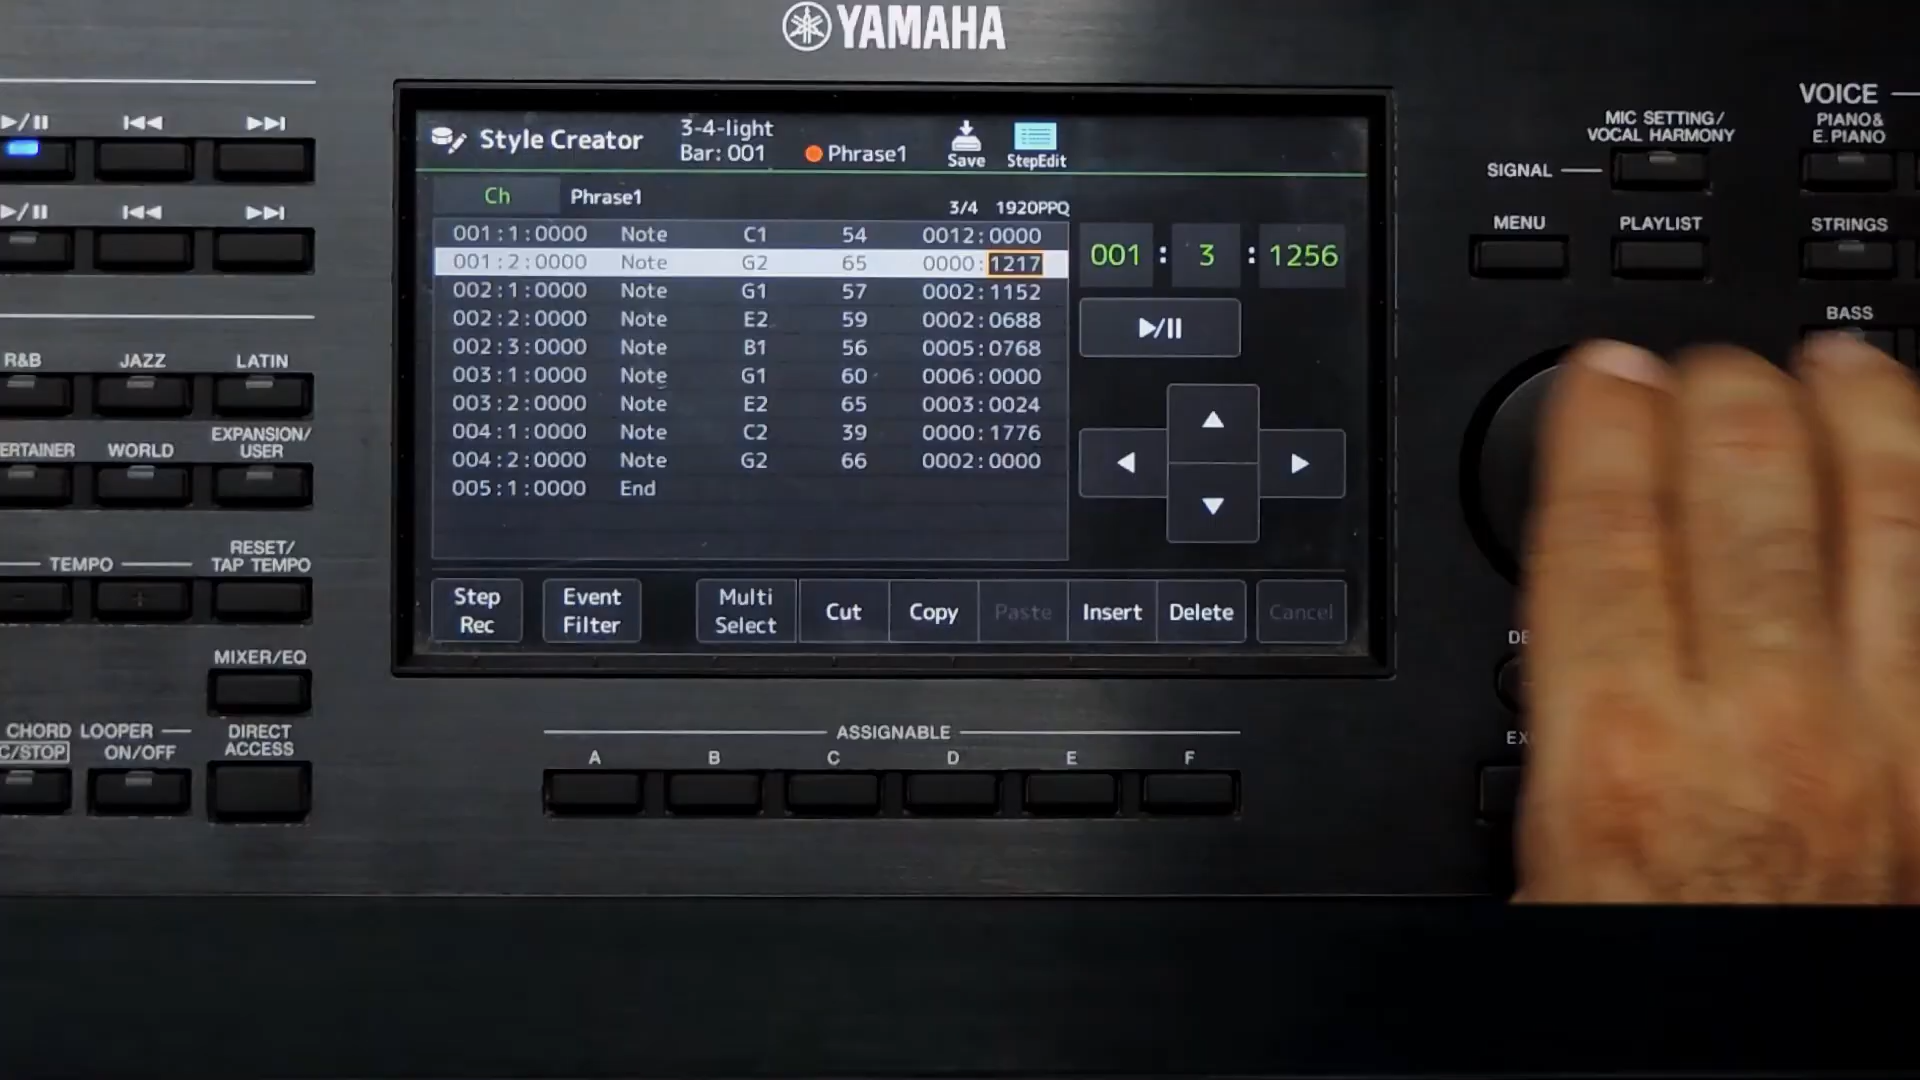 YAMAHA
▶/❙❙ ◀◀ ▶▶
▶/❙❙ ◀◀ ▶▶
R&B JAZZ LATIN
ERTAINER WORLD EXPANSION/
USER
TEMPO RESET/
TAP TEMPO
- +
MIXER/EQ
CHORD LOOPER
C/STOP ON/OFF
DIRECT
ACCESS
Style Creator
3-4-light
Bar: 001
Phrase1
Save
StepEdit
Ch Phrase1 3/4 1920PPQ
001:1:0000 Note C1 54 0012:0000
001:2:0000 Note G2 65 0000:1217
002:1:0000 Note G1 57 0002:1152
002:2:0000 Note E2 59 0002:0688
002:3:0000 Note B1 56 0005:0768
003:1:0000 Note G1 60 0006:0000
003:2:0000 Note E2 65 0003:0024
004:1:0000 Note C2 39 0000:1776
004:2:0000 Note G2 66 0002:0000
005:1:0000 End
001 : 3 : 1256
▶/❙❙
Step
Rec
Event
Filter
Multi
Select
Cut
Copy
Paste
Insert
Delete
Cancel
ASSIGNABLE
A B C D E F
MIC SETTING/
VOCAL HARMONY
SIGNAL
MENU PLAYLIST
VOICE
PIANO&
E.PIANO
STRINGS
BASS